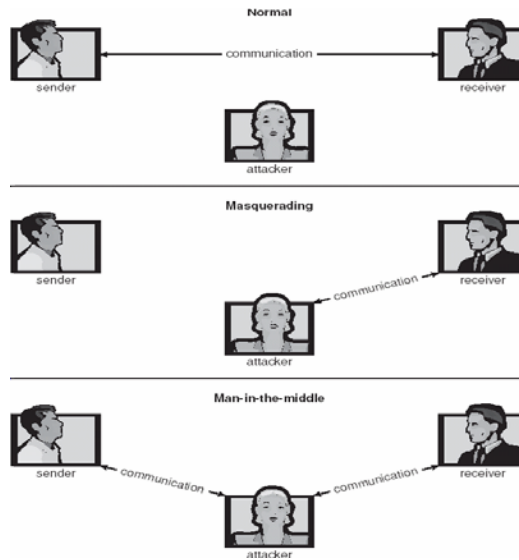 Normal
communication
sender
receiver
attacker
Masquerading
communication
sender
receiver
attacker
Man-in-the-middle
communication
communication
sender
receiver
attacker